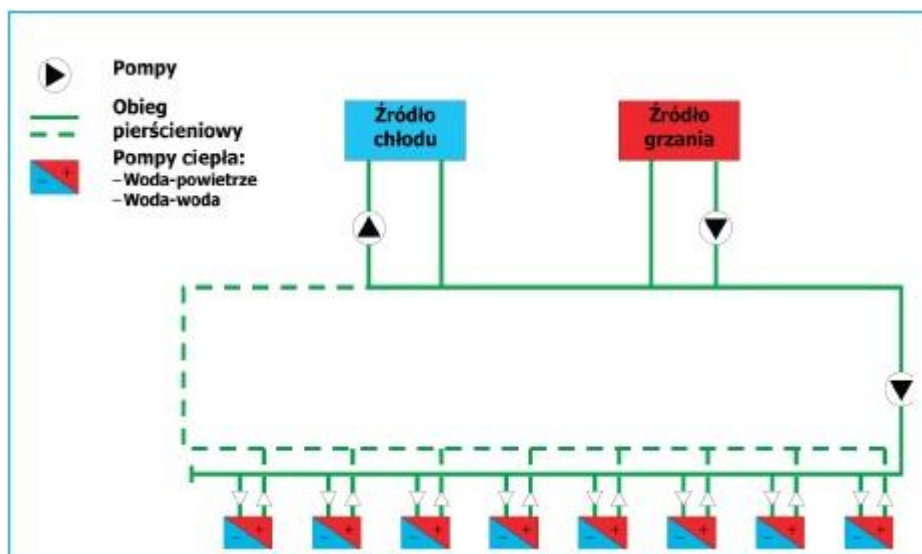 Pompy
Obieg
pierścieniowy
Pompy ciepła:
–Woda-powietrze
–Woda-woda
Źródło
chłodu
Źródło
grzania
– +
– +
– +
– +
– +
– +
– +
– +
– +